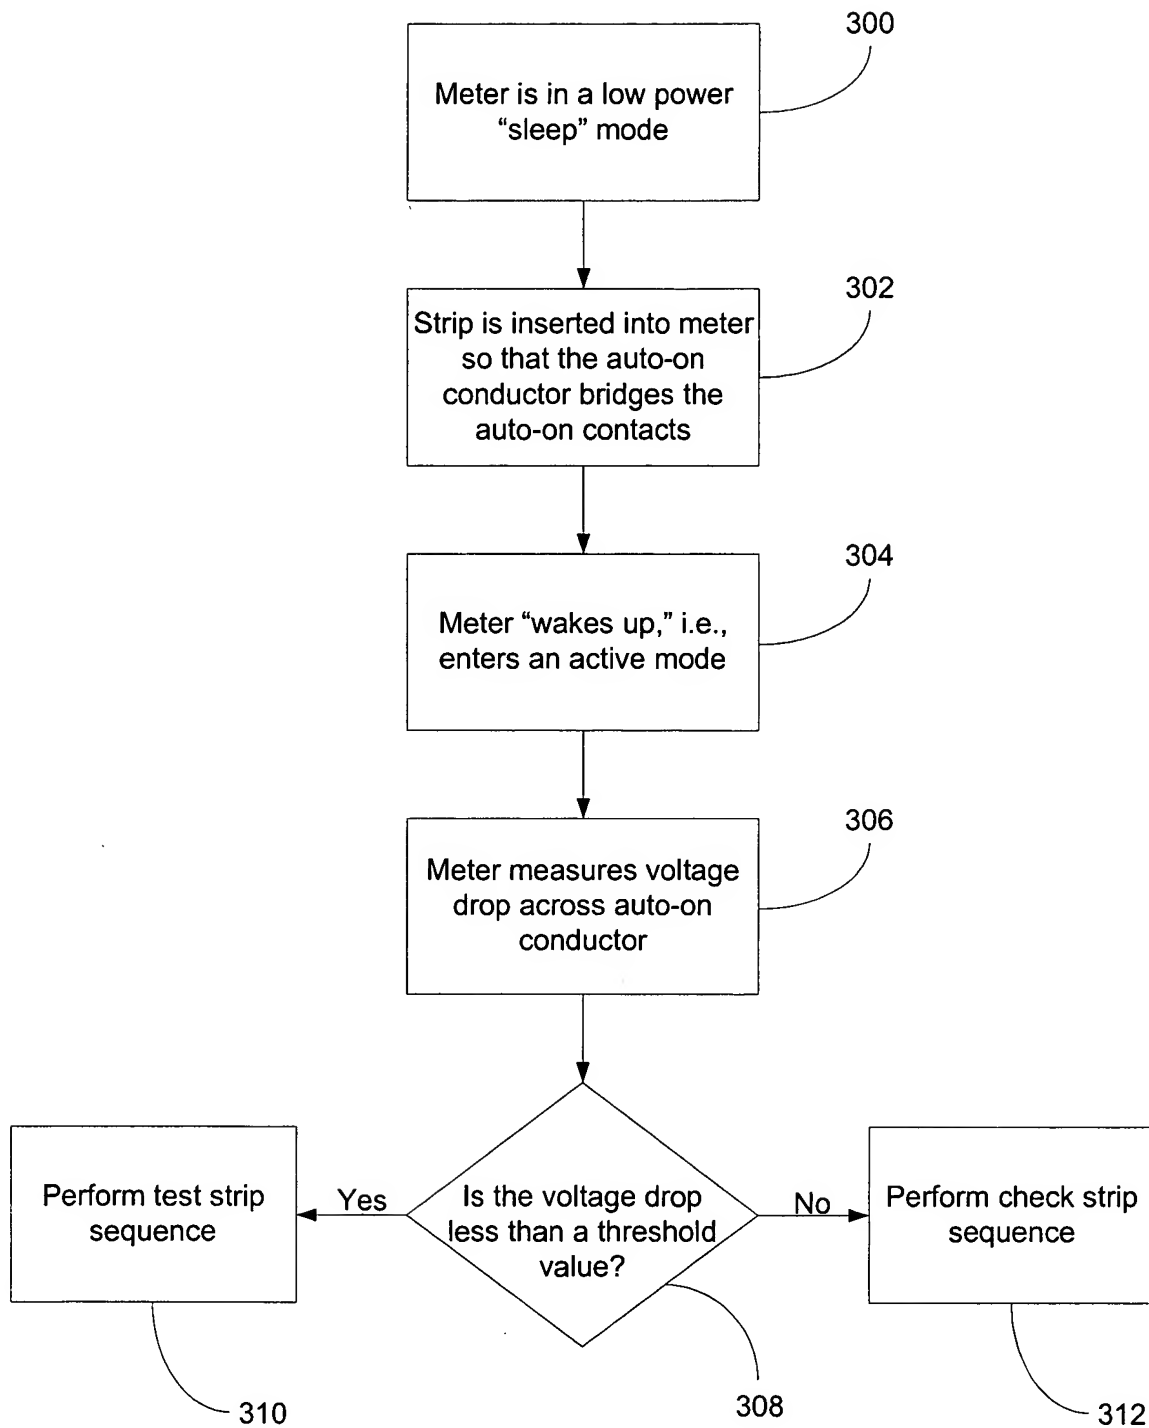 300
Meter is in a low power
“sleep” mode
302
Strip is inserted into meter
so that the auto-on
conductor bridges the
auto-on contacts
304
Meter “wakes up,” i.e.,
enters an active mode
306
Meter measures voltage
drop across auto-on
conductor
Perform test strip
sequence
Yes
Is the voltage drop
less than a threshold
value?
No
Perform check strip
sequence
310
308
312